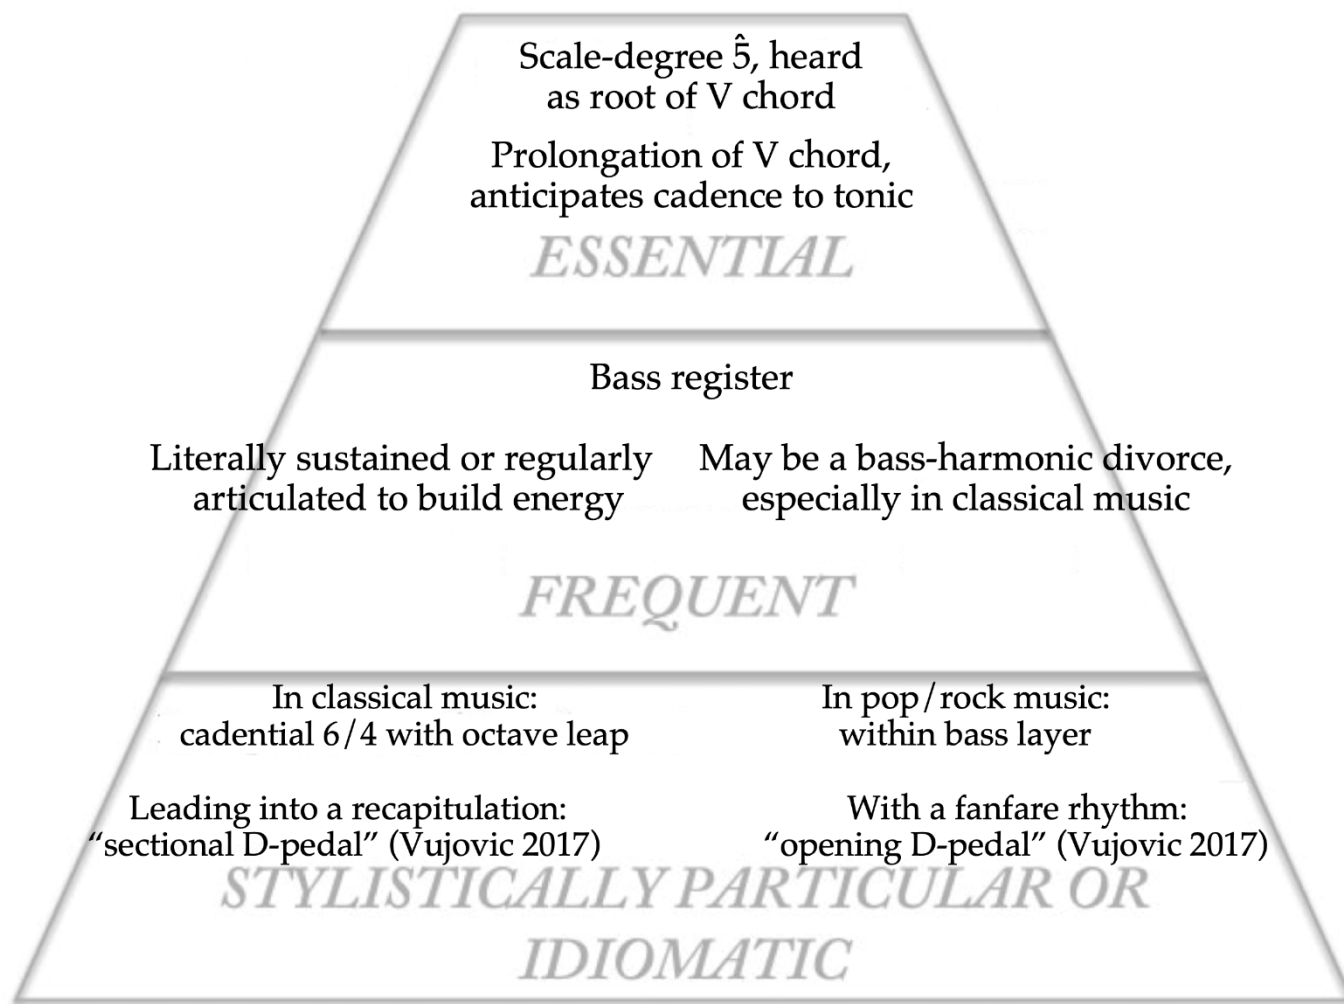 Scale-degree 5̂, heard
as root of V chord
Prolongation of V chord,
anticipates cadence to tonic
ESSENTIAL
Bass register
Literally sustained or regularly
articulated to build energy
May be a bass-harmonic divorce,
especially in classical music
FREQUENT
In classical music:
cadential 6/4 with octave leap
In pop/rock music:
within bass layer
Leading into a recapitulation:
“sectional D-pedal” (Vujovic 2017)
With a fanfare rhythm:
“opening D-pedal” (Vujovic 2017)
STYLISTICALLY PARTICULAR OR
IDIOMATIC